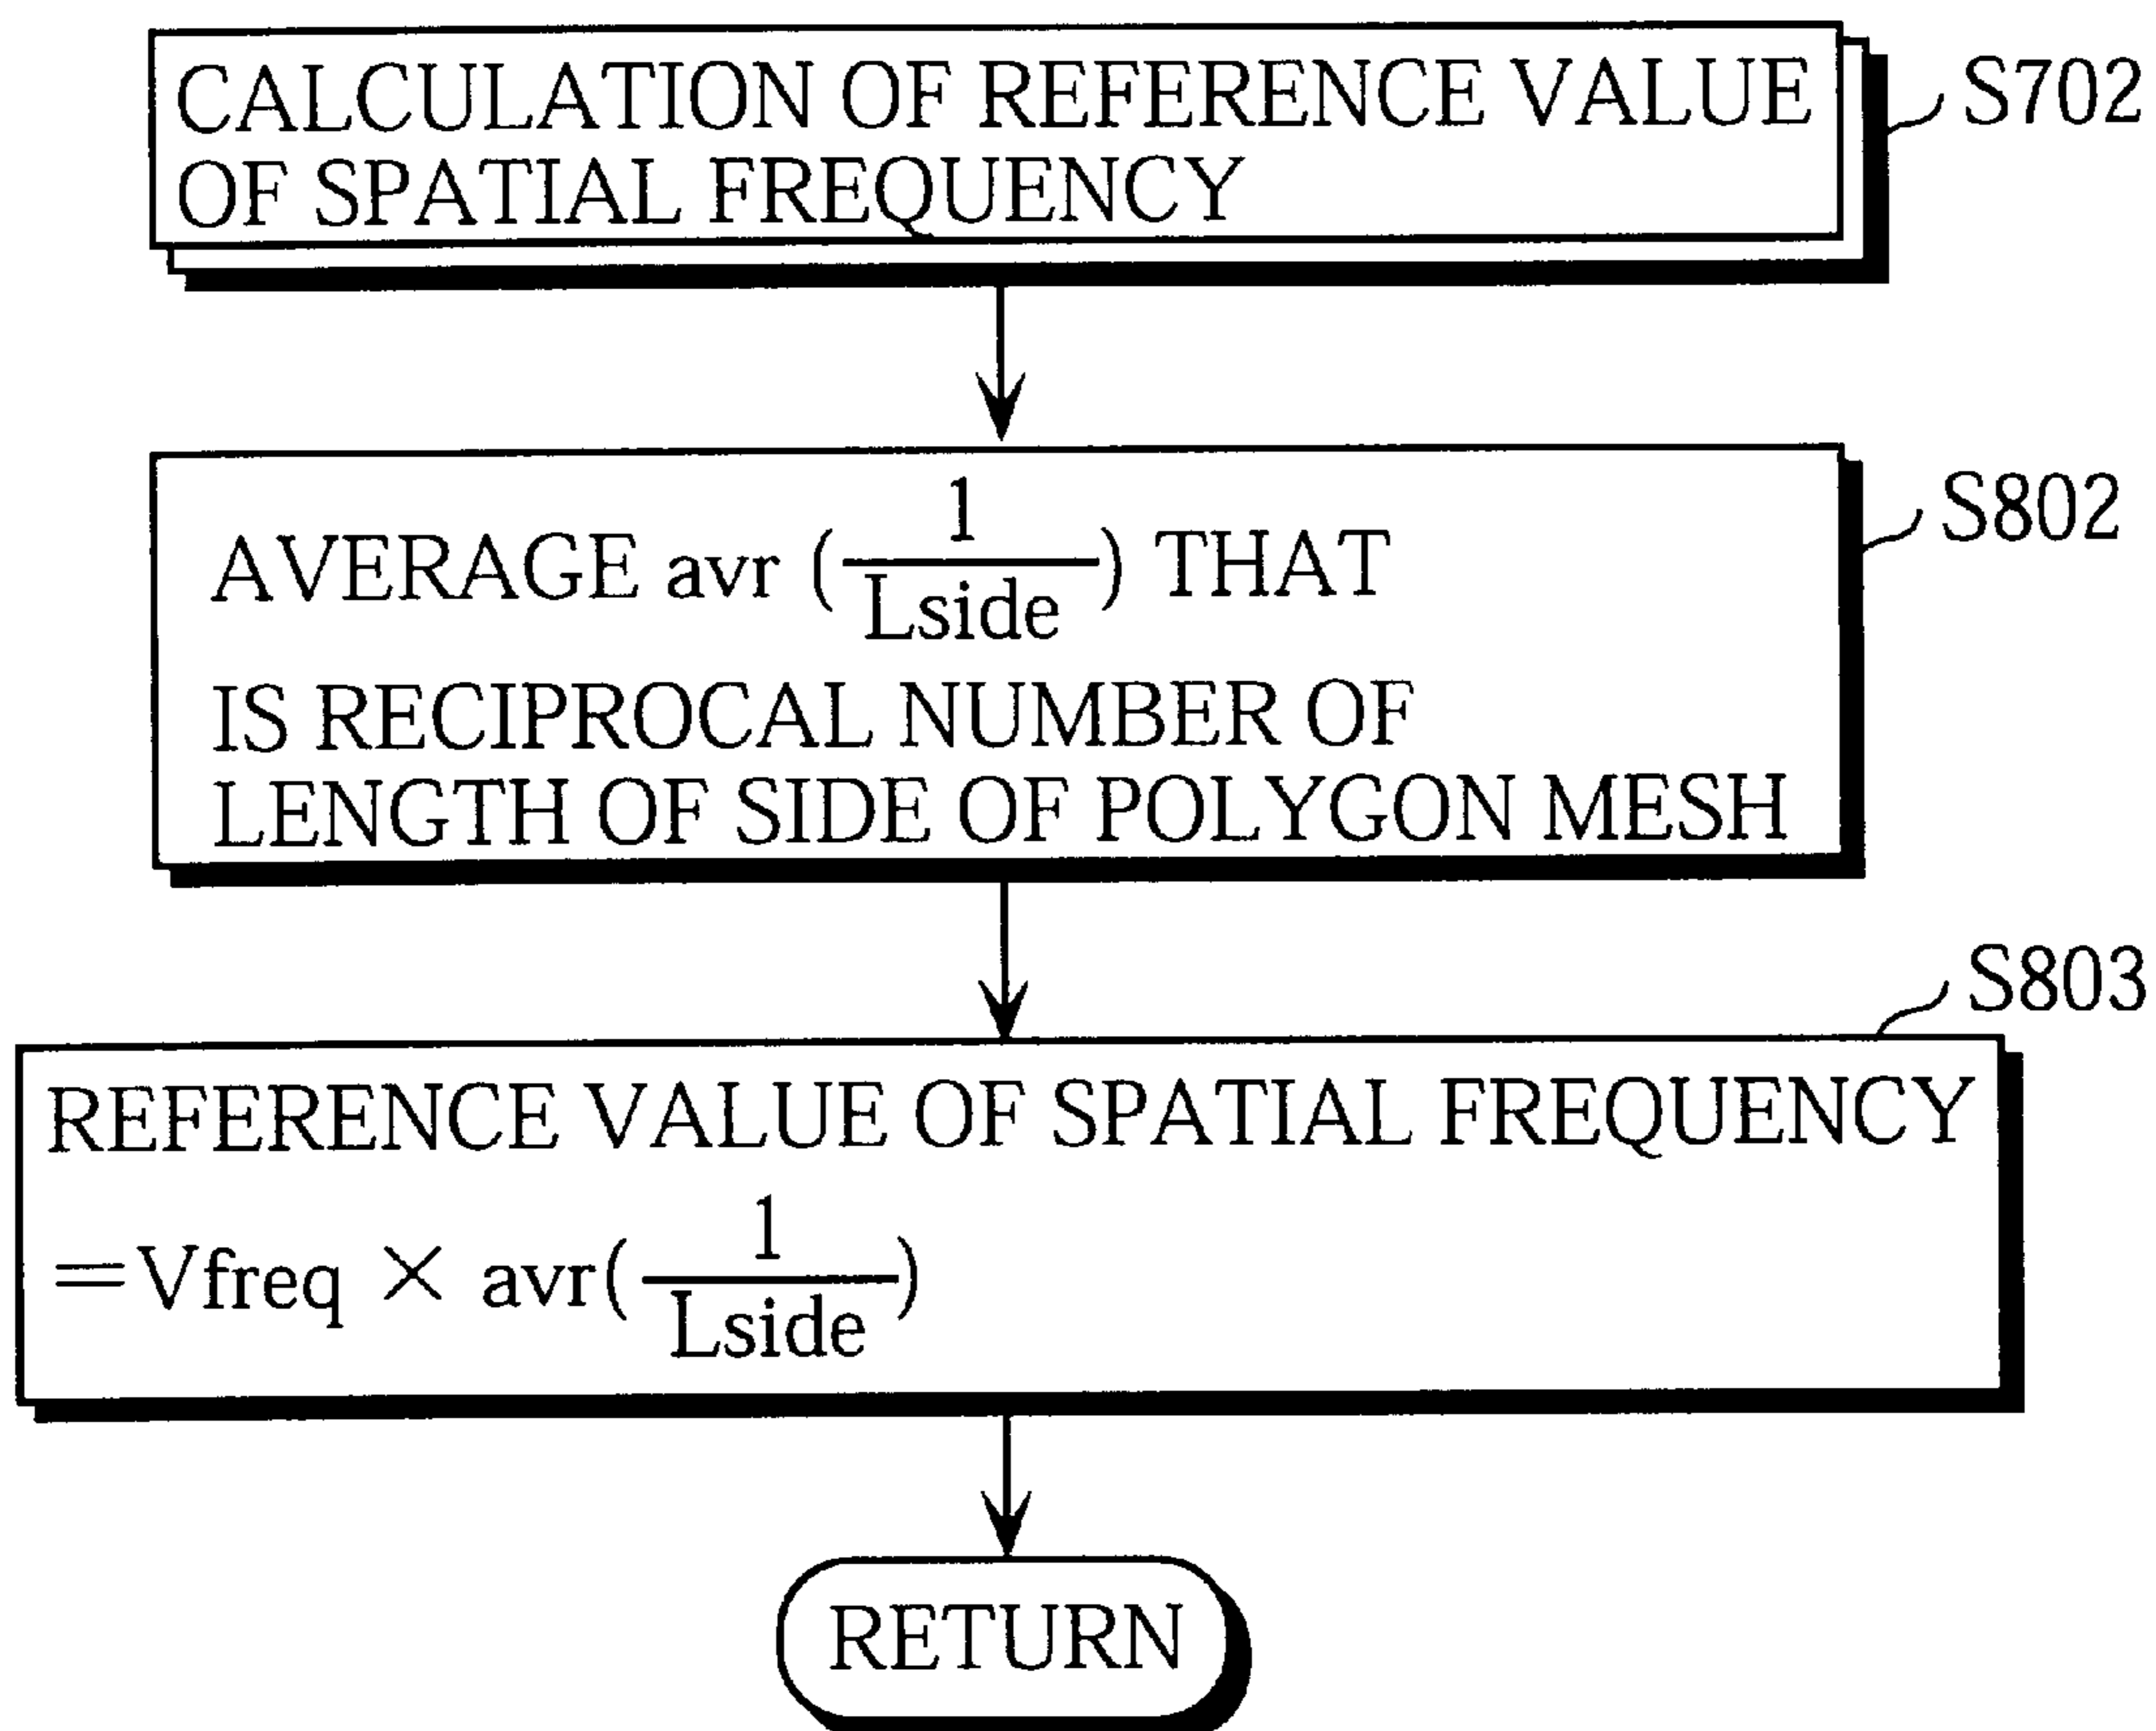 CALCULATION OF REFERENCE VALUE
OF SPATIAL FREQUENCY
S702
AVERAGE avr (1/Lside) THAT
IS RECIPROCAL NUMBER OF
LENGTH OF SIDE OF POLYGON MESH
S802
S803
REFERENCE VALUE OF SPATIAL FREQUENCY
=Vfreq × avr(1/Lside)
RETURN